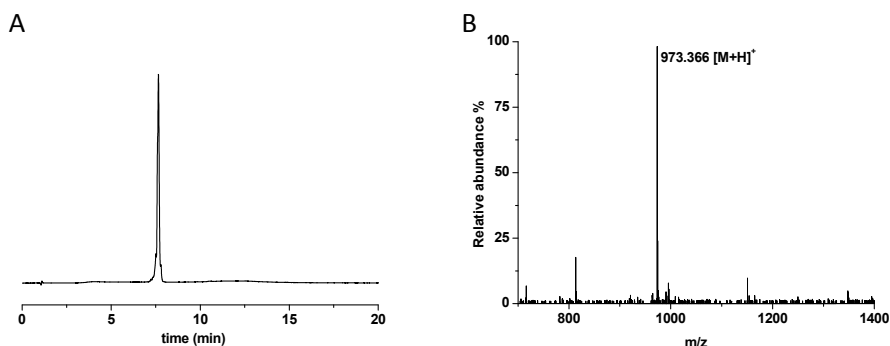 A
0 5 10 15 20
time (min)
B
Relative abundance %
100
75
50
25
0
973.366 [M+H]+
800 1000 1200 1400
m/z